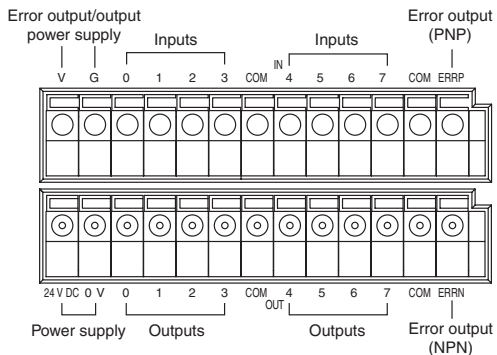 Error output/output
power supply
Inputs
Inputs
Error output
(PNP)
V G 0 1 2 3 COM IN 4 5 6 7 COM ERRP
24 V DC 0 V 0 1 2 3 COM OUT 4 5 6 7 COM ERRN
Power supply
Outputs
Outputs
Error output
(NPN)